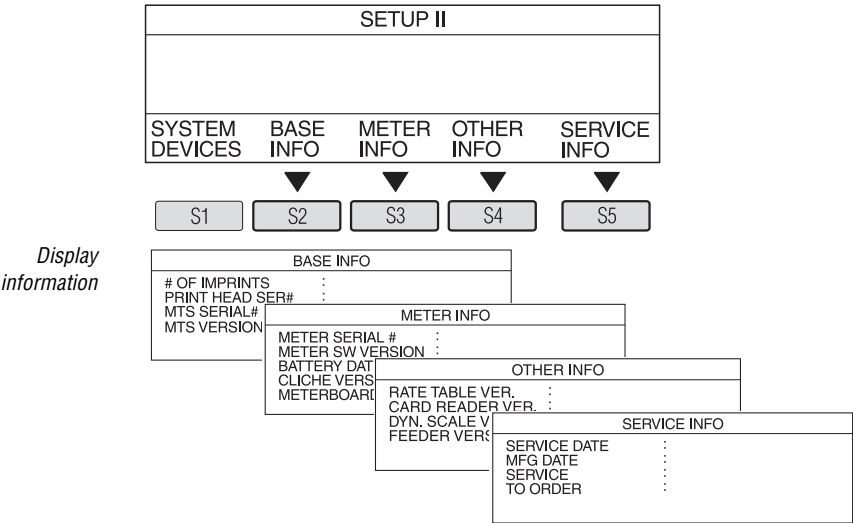 SETUP II
SYSTEM DEVICES
BASE INFO
METER INFO
OTHER INFO
SERVICE INFO
S1 S2 S3 S4 S5
Display
information
BASE INFO
# OF IMPRINTS :
PRINT HEAD SER# :
MTS SERIAL#
MTS VERSION
METER INFO
METER SERIAL # :
METER SW VERSION :
BATTERY DAT
CLICHE VERS
METERBOARD
OTHER INFO
RATE TABLE VER. :
CARD READER VER. :
DYN. SCALE V
FEEDER VERS
SERVICE INFO
SERVICE DATE :
MFG DATE :
SERVICE :
TO ORDER :